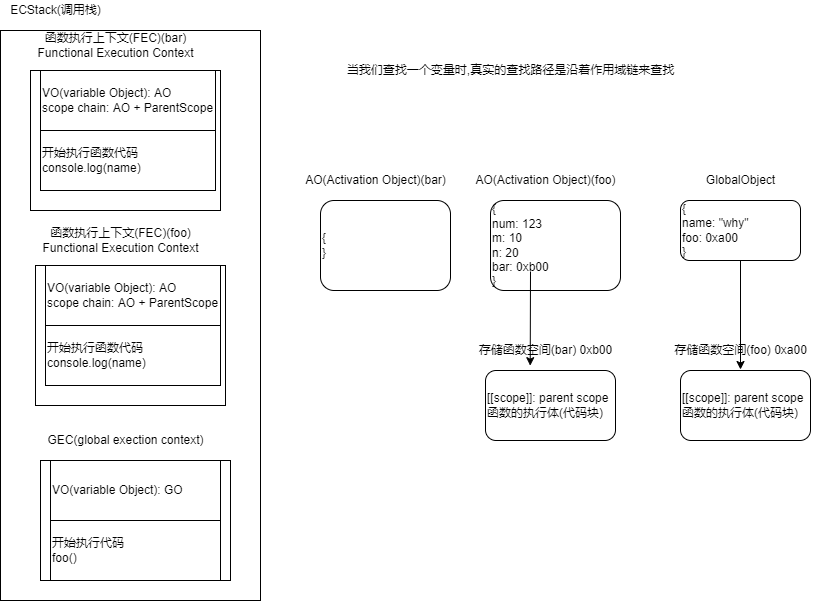 ECStack(调用栈)
函数执行上下文(FEC)(bar)
Functional Execution Context
VO(variable Object): AO
scope chain: AO + ParentScope
开始执行函数代码
console.log(name)
函数执行上下文(FEC)(foo)
Functional Execution Context
VO(variable Object): AO
scope chain: AO + ParentScope
开始执行函数代码
console.log(name)
GEC(global exection context)
VO(variable Object): GO
开始执行代码
foo()
当我们查找一个变量时,真实的查找路径是沿着作用域链来查找
AO(Activation Object)(bar)
{
}
AO(Activation Object)(foo)
{
num: 123
m: 10
n: 20
bar: 0xb00
}
GlobalObject
{
name: "why"
foo: 0xa00
}
存储函数空间(bar) 0xb00
[[scope]]: parent scope
函数的执行体(代码块)
存储函数空间(foo) 0xa00
[[scope]]: parent scope
函数的执行体(代码块)